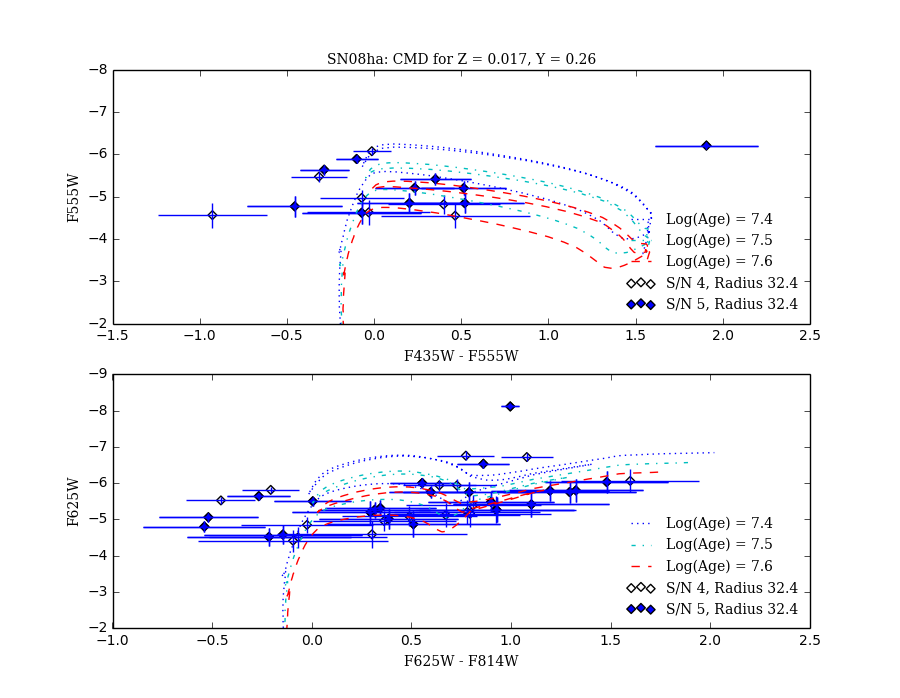 SN08ha: CMD for Z = 0.017, Y = 0.26
−8
−7
−6
−5
−4
−3
−2
F555W
Log(Age) = 7.4
Log(Age) = 7.5
Log(Age) = 7.6
S/N 4, Radius 32.4
S/N 5, Radius 32.4
−1.5 −1.0 −0.5 0.0 0.5 1.0 1.5 2.0 2.5
F435W - F555W
−9
−8
−7
−6
−5
−4
−3
−2
F625W
Log(Age) = 7.4
Log(Age) = 7.5
Log(Age) = 7.6
S/N 4, Radius 32.4
S/N 5, Radius 32.4
−1.0 −0.5 0.0 0.5 1.0 1.5 2.0 2.5
F625W - F814W